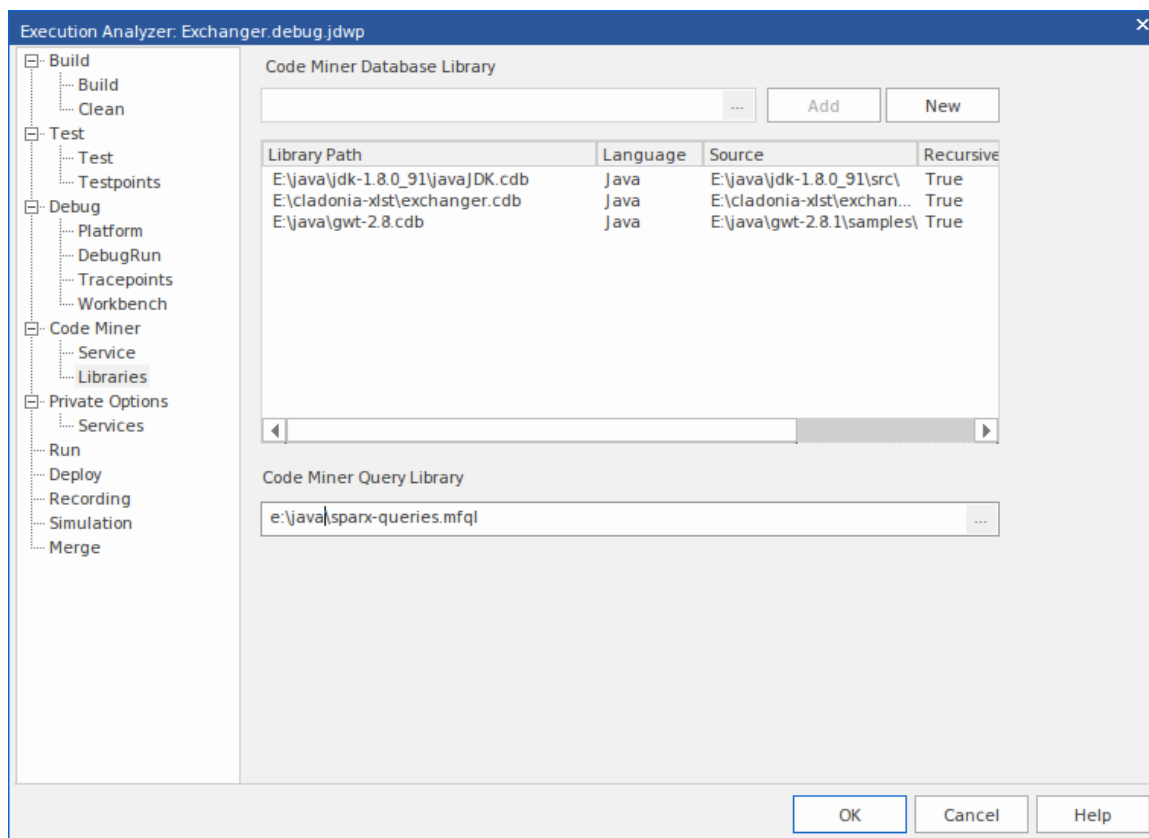 Execution Analyzer: Exchanger.debug.jdwp
Build
Build
Clean
Test
Test
Testpoints
Debug
Platform
DebugRun
Tracepoints
Workbench
Code Miner
Service
Libraries
Private Options
Services
Run
Deploy
Recording
Simulation
Merge
Code Miner Database Library
... Add New
Library Path Language Source Recursive
E:\java\jdk-1.8.0_91\javaJDK.cdb Java E:\java\jdk-1.8.0_91\src\ True
E:\cladonia-xlst\exchanger.cdb Java E:\cladonia-xlst\exchan... True
E:\java\gwt-2.8.cdb Java E:\java\gwt-2.8.1\samples\ True
Code Miner Query Library
e:\java\sparx-queries.mfql ...
OK Cancel Help